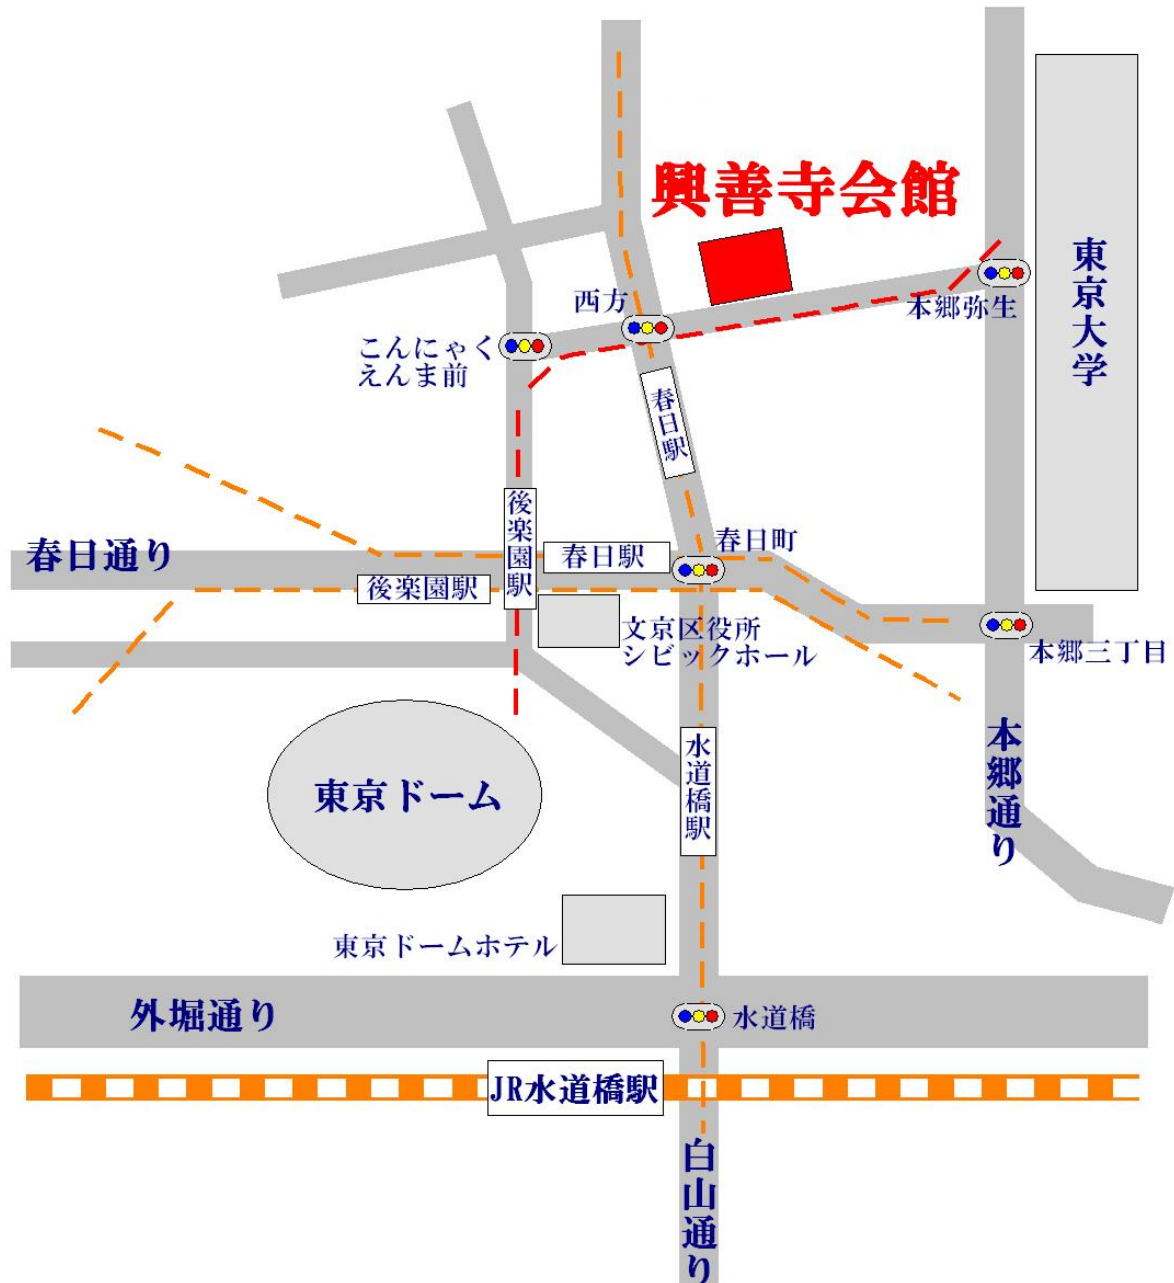 興善寺会館
東京大学
西方
本郷弥生
こんにゃく
えんま前
春日駅
後楽園駅
春日町
春日通り
春日駅
後楽園駅
文京区役所
シビックホール
本郷三丁目
本郷通り
水道橋駅
東京ドーム
東京ドームホテル
外堀通り
水道橋
JR水道橋駅
白山通り